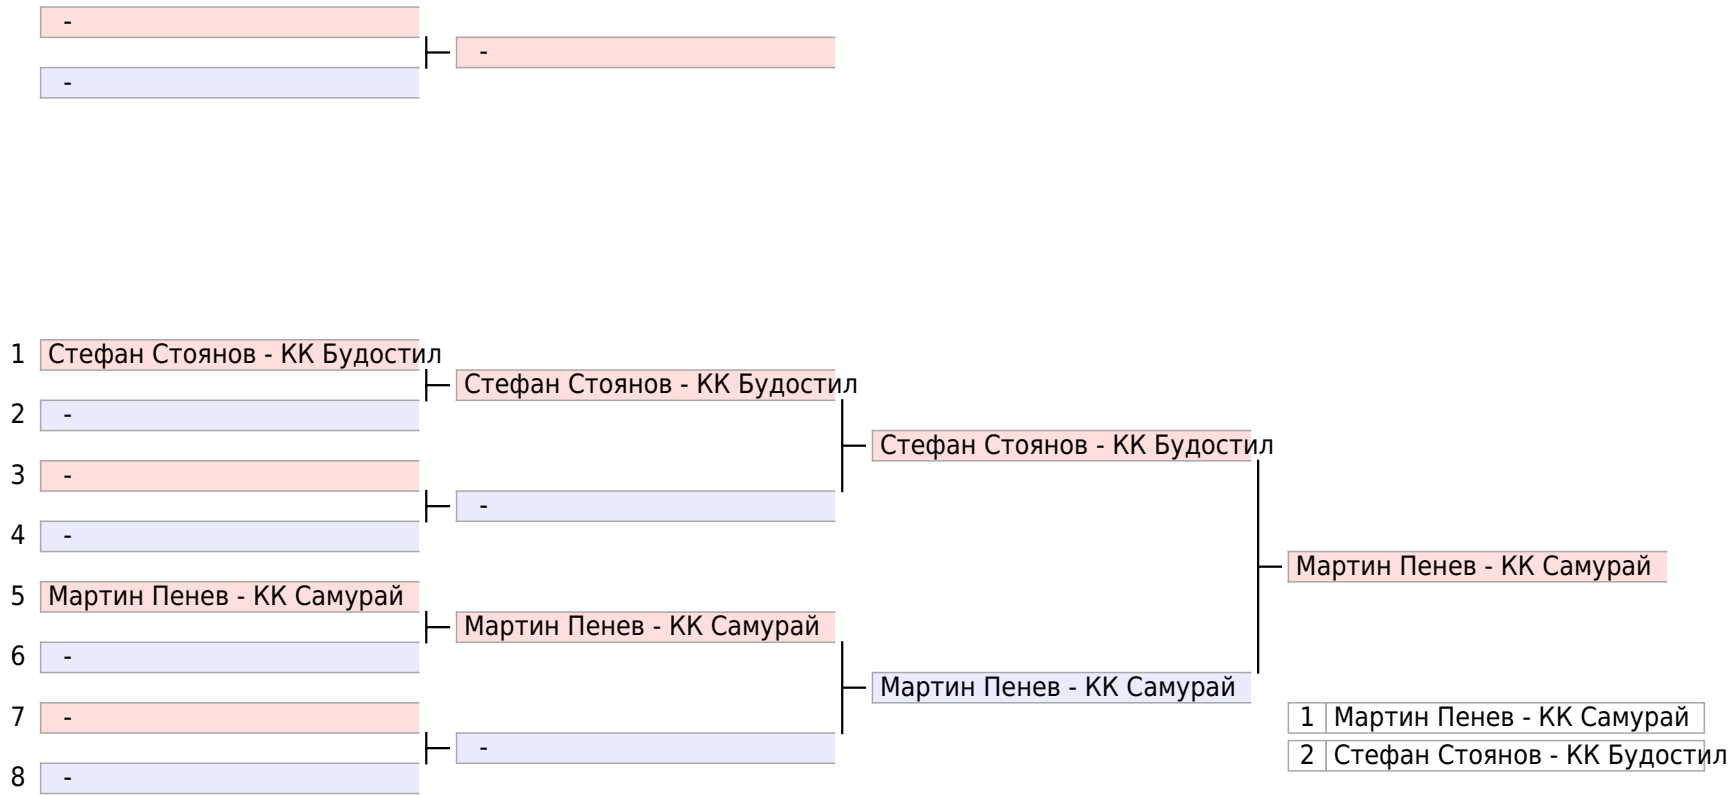 -
-
-
1 Стефан Стоянов - КК Будостил
Стефан Стоянов - КК Будостил
2 -
Стефан Стоянов - КК Будостил
3 -
-
4 -
Мартин Пенев - КК Самурай
5 Мартин Пенев - КК Самурай
Мартин Пенев - КК Самурай
6 -
Мартин Пенев - КК Самурай
7 -
1 Мартин Пенев - КК Самурай
-
2 Стефан Стоянов - КК Будостил
8 -